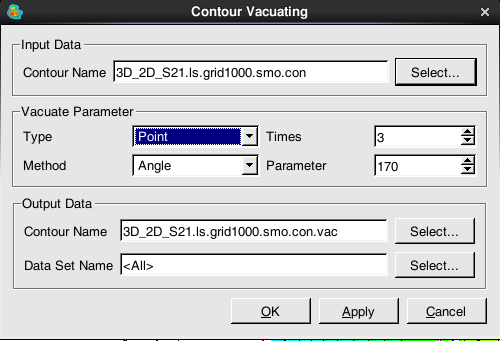 Contour Vacuating
Input Data
Contour Name 3D_2D_S21.ls.grid1000.smo.con Select...
Vacuate Parameter
Type Point Times 3
Method Angle Parameter 170
Output Data
Contour Name 3D_2D_S21.ls.grid1000.smo.con.vac Select...
Data Set Name <All> Select...
OK Apply Cancel